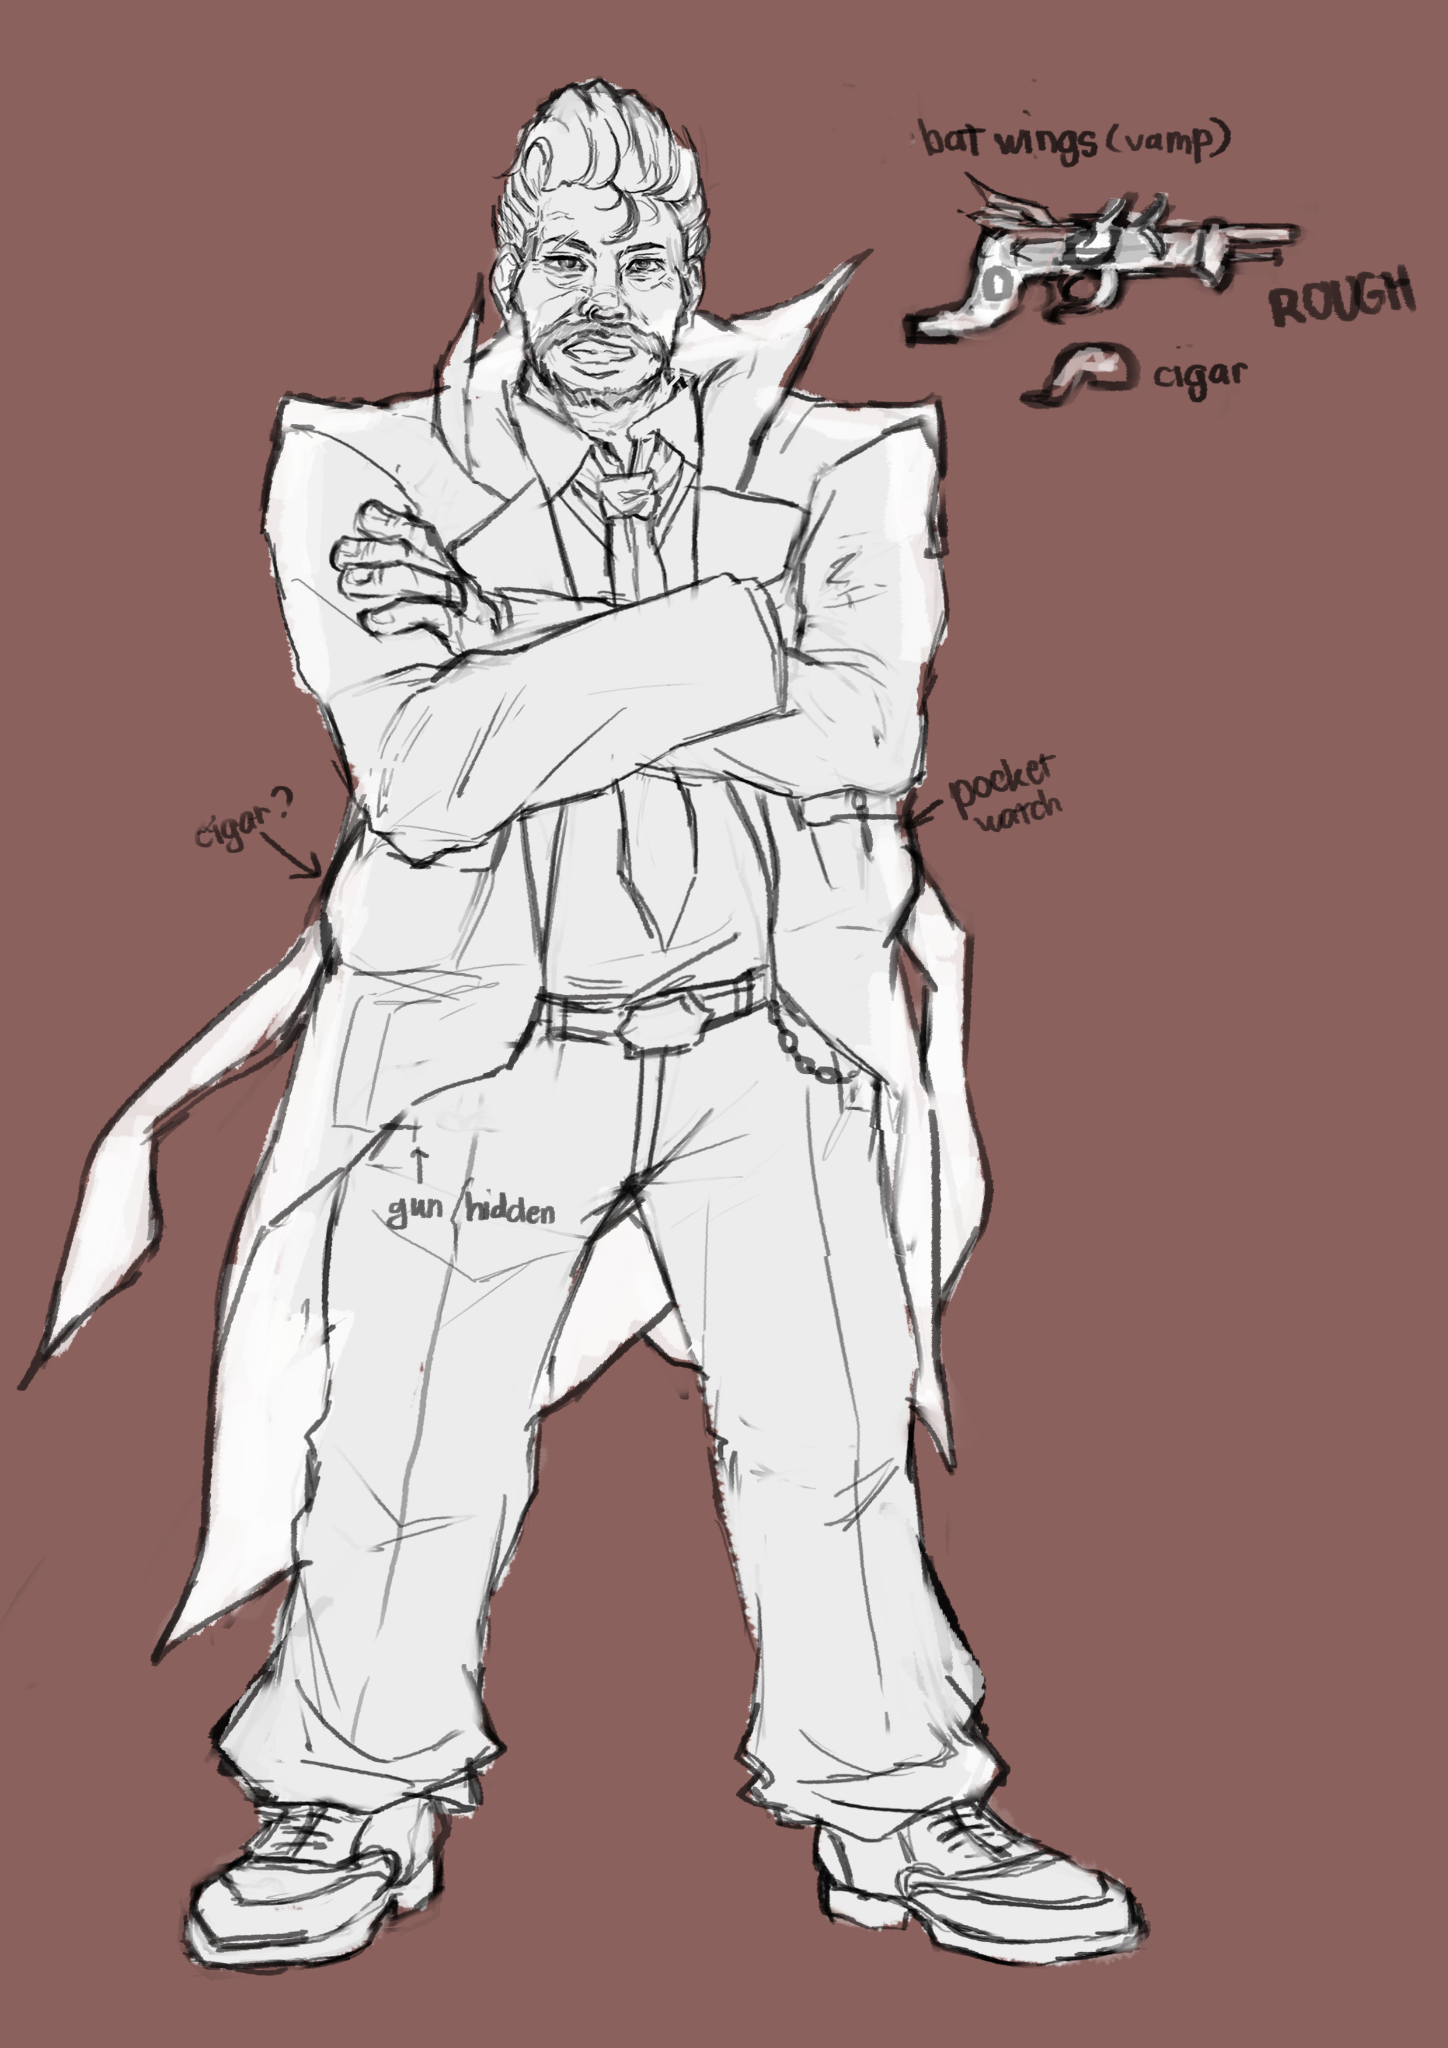 bat wings (vamp)
ROUGH
cigar
cigar?
pocket
watch
gun hidden